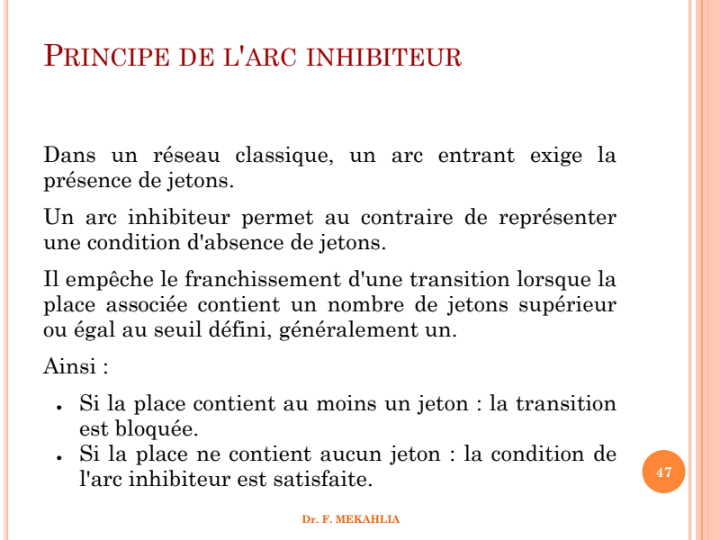 PRINCIPE DE L'ARC INHIBITEUR
Dans un réseau classique, un arc entrant exige la
présence de jetons.
Un arc inhibiteur permet au contraire de représenter
une condition d'absence de jetons.
Il empêche le franchissement d'une transition lorsque la
place associée contient un nombre de jetons supérieur
ou égal au seuil défini, généralement un.
Ainsi :
• Si la place contient au moins un jeton : la transition
est bloquée.
• Si la place ne contient aucun jeton : la condition de
l'arc inhibiteur est satisfaite.
47
Dr. F. MEKAHLIA